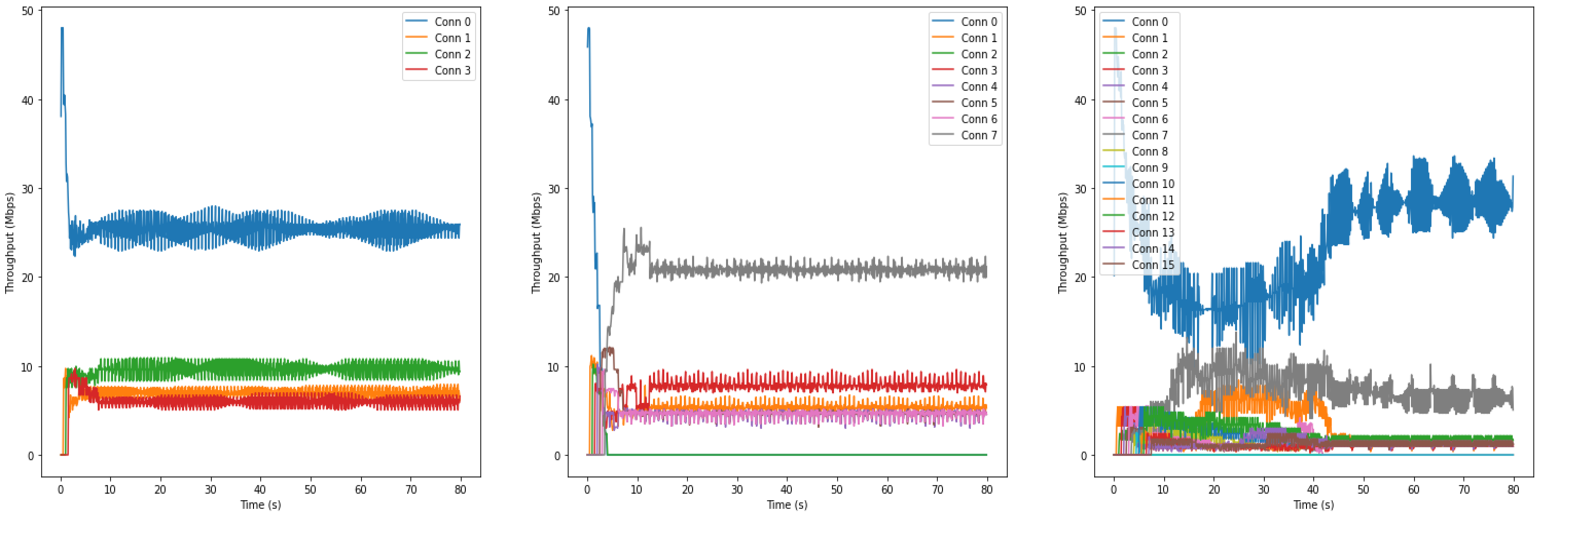 50
40
30
20
10
0
Throughput (Mbps)
0 10 20 30 40 50 60 70 80
Time (s)
Conn 0
Conn 1
Conn 2
Conn 3
50
40
30
20
10
0
Throughput (Mbps)
0 10 20 30 40 50 60 70 80
Time (s)
Conn 0
Conn 1
Conn 2
Conn 3
Conn 4
Conn 5
Conn 6
Conn 7
50
40
30
20
10
0
Throughput (Mbps)
0 10 20 30 40 50 60 70 80
Time (s)
Conn 0
Conn 1
Conn 2
Conn 3
Conn 4
Conn 5
Conn 6
Conn 7
Conn 8
Conn 9
Conn 10
Conn 11
Conn 12
Conn 13
Conn 14
Conn 15